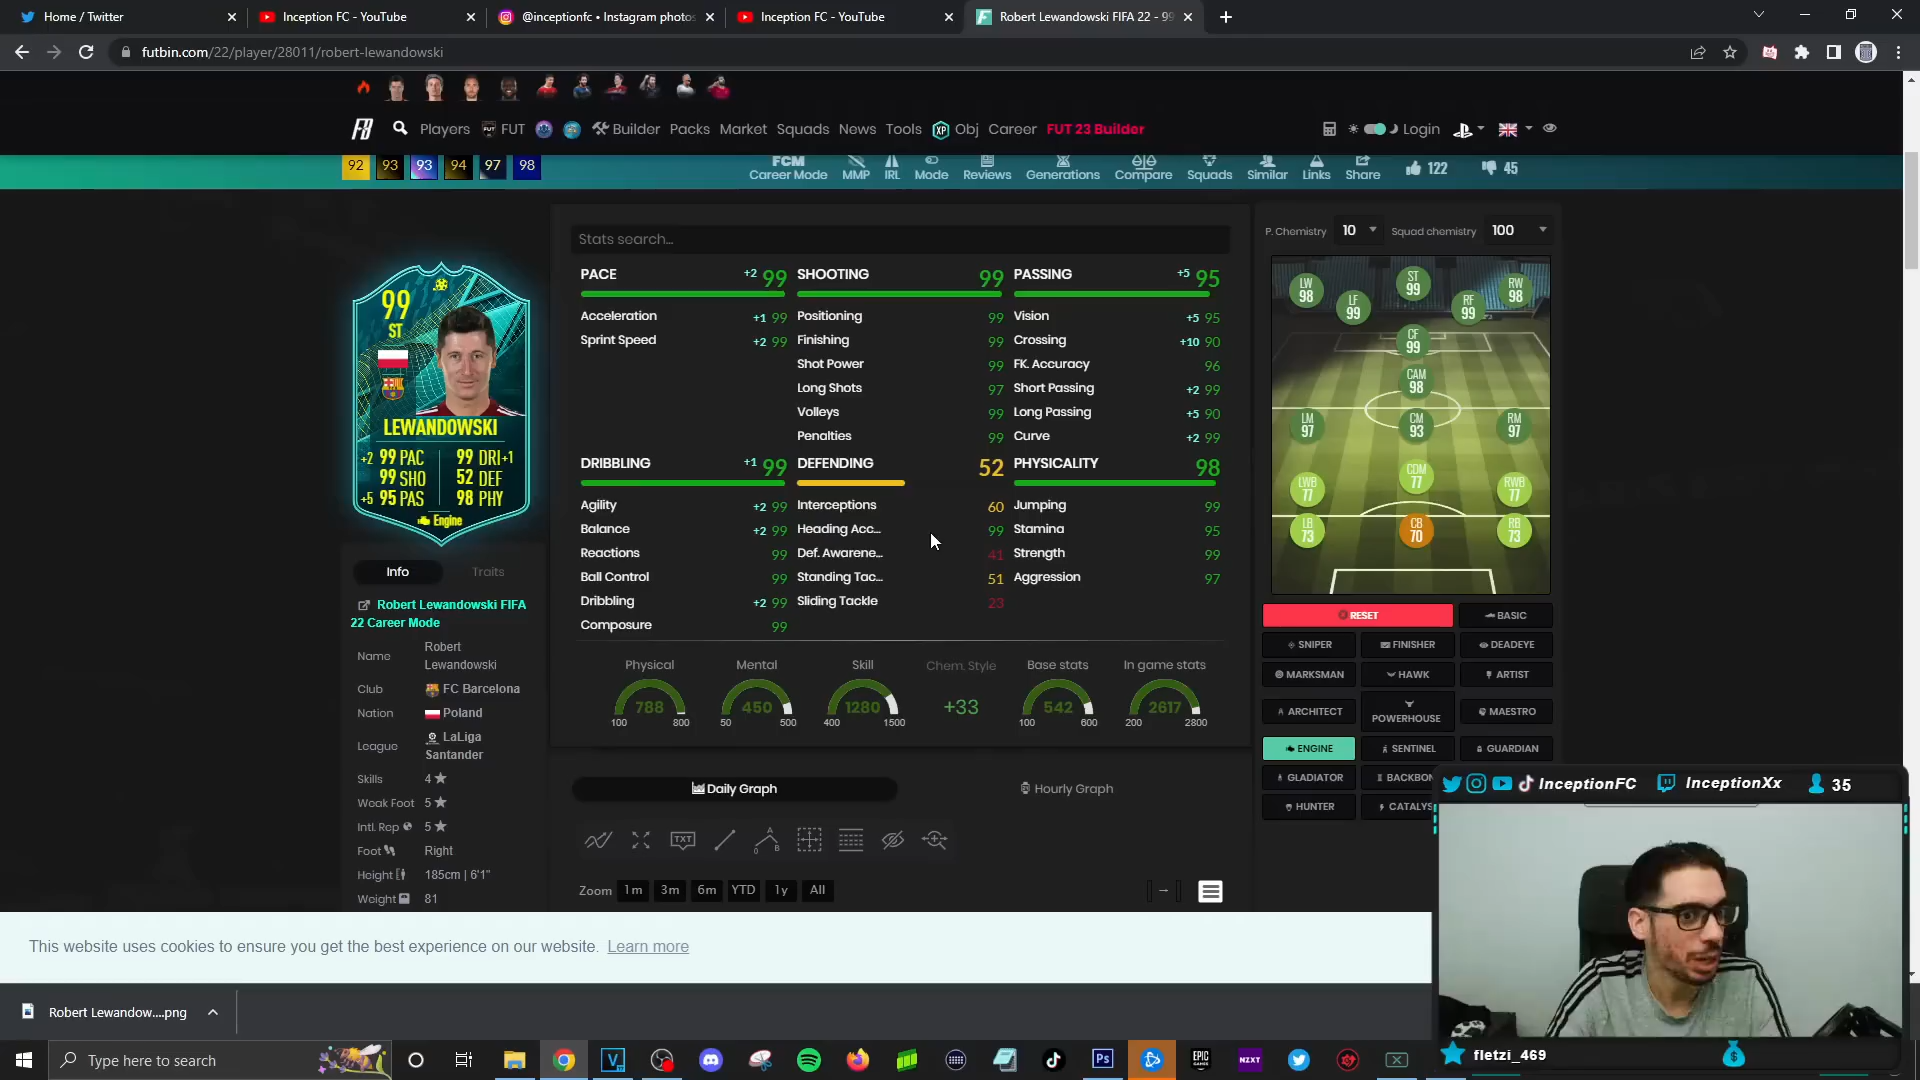 Home / Twitter
Inception FC - YouTube
@inceptionfc • Instagram photos
Inception FC - YouTube
Robert Lewandowski FIFA 22 - 99
futbin.com/22/player/28011/robert-lewandowski
Players FUT Builder Packs Market Squads News Tools XP Obj Career FUT 23 Builder Login
92 93 93 94 97 98
FCM
Career Mode MMP IRL Mode Reviews Generations Compare Squads Similar Links Share 122 45
99
ST
LEWANDOWSKI
+2 99 PAC 99 DRI+1
99 SHO 52 DEF
+5 95 PAS 98 PHY
Engine
Info Traits
Robert Lewandowski FIFA
22 Career Mode
Name Robert
Lewandowski
Club FC Barcelona
Nation Poland
League LaLiga
Santander
Skills 4
Weak Foot 5
Intl. Rep 5
Foot Right
Height 185cm | 6'1"
Weight 81
Stats search...
PACE +2 99
Acceleration +1 99
Sprint Speed +2 99
SHOOTING 99
Positioning 99
Finishing 99
Shot Power 99
Long Shots 97
Volleys 99
Penalties 99
PASSING +5 95
Vision +5 95
Crossing +10 90
FK. Accuracy 96
Short Passing +2 99
Long Passing +5 90
Curve +2 99
DRIBBLING +1 99
Agility +2 99
Balance +2 99
Reactions 99
Ball Control 99
Dribbling +2 99
Composure 99
DEFENDING 52
Interceptions 60
Heading Acc... 99
Def. Awarene... 41
Standing Tac... 51
Sliding Tackle 23
PHYSICALITY 98
Jumping 99
Stamina 95
Strength 99
Aggression 97
Physical Mental Skill Chem. Style Base stats In game stats
788 450 1280 +33 542 2617
100 800 50 500 400 1500 100 600 200 2800
Daily Graph Hourly Graph
TXT
Zoom 1m 3m 6m YTD 1y All
P. Chemistry 10 Squad chemistry 100
LW
98
ST
99
RW
98
LF
99
RF
99
CF
99
CAM
98
LM
97
CM
93
RM
97
LWB
77
CDM
77
RWB
77
LB
73
CB
70
RB
73
RESET BASIC
SNIPER FINISHER DEADEYE
MARKSMAN HAWK ARTIST
ARCHITECT POWERHOUSE MAESTRO
ENGINE SENTINEL GUARDIAN
GLADIATOR BACKBON
HUNTER CATALYS
InceptionFC InceptionXx 35
This website uses cookies to ensure you get the best experience on our website. Learn more
Robert Lewandow....png
fletzi_469
Type here to search
Ps
EPIC
GAMES
NZXT